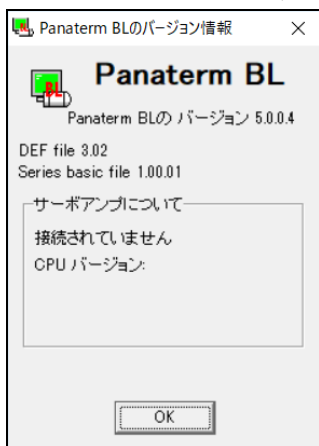 Panaterm BLのバージョン情報
BL
Panaterm BL
Panaterm BLの バージョン 5.0.0.4
DEF file 3.02
Series basic file 1.00.01
サーボアンプについて
接続されていません
CPU バージョン:
OK